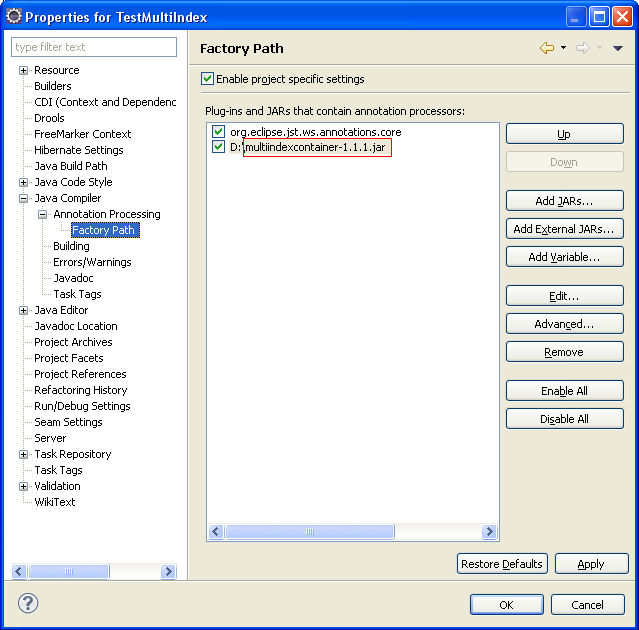 Properties for TestMultiIndex
type filter text
Resource
Builders
CDI (Context and Dependenc
Drools
FreeMarker Context
Hibernate Settings
Java Build Path
Java Code Style
Java Compiler
Annotation Processing
Factory Path
Building
Errors/Warnings
Javadoc
Task Tags
Java Editor
Javadoc Location
Project Archives
Project Facets
Project References
Refactoring History
Run/Debug Settings
Seam Settings
Server
Task Repository
Task Tags
Validation
WikiText
Factory Path
Enable project specific settings
Plug-ins and JARs that contain annotation processors:
org.eclipse.jst.ws.annotations.core
D:\multiindexcontainer-1.1.1.jar
Up
Down
Add JARs...
Add External JARs...
Add Variable...
Edit...
Advanced...
Remove
Enable All
Disable All
Restore Defaults
Apply
?
OK
Cancel